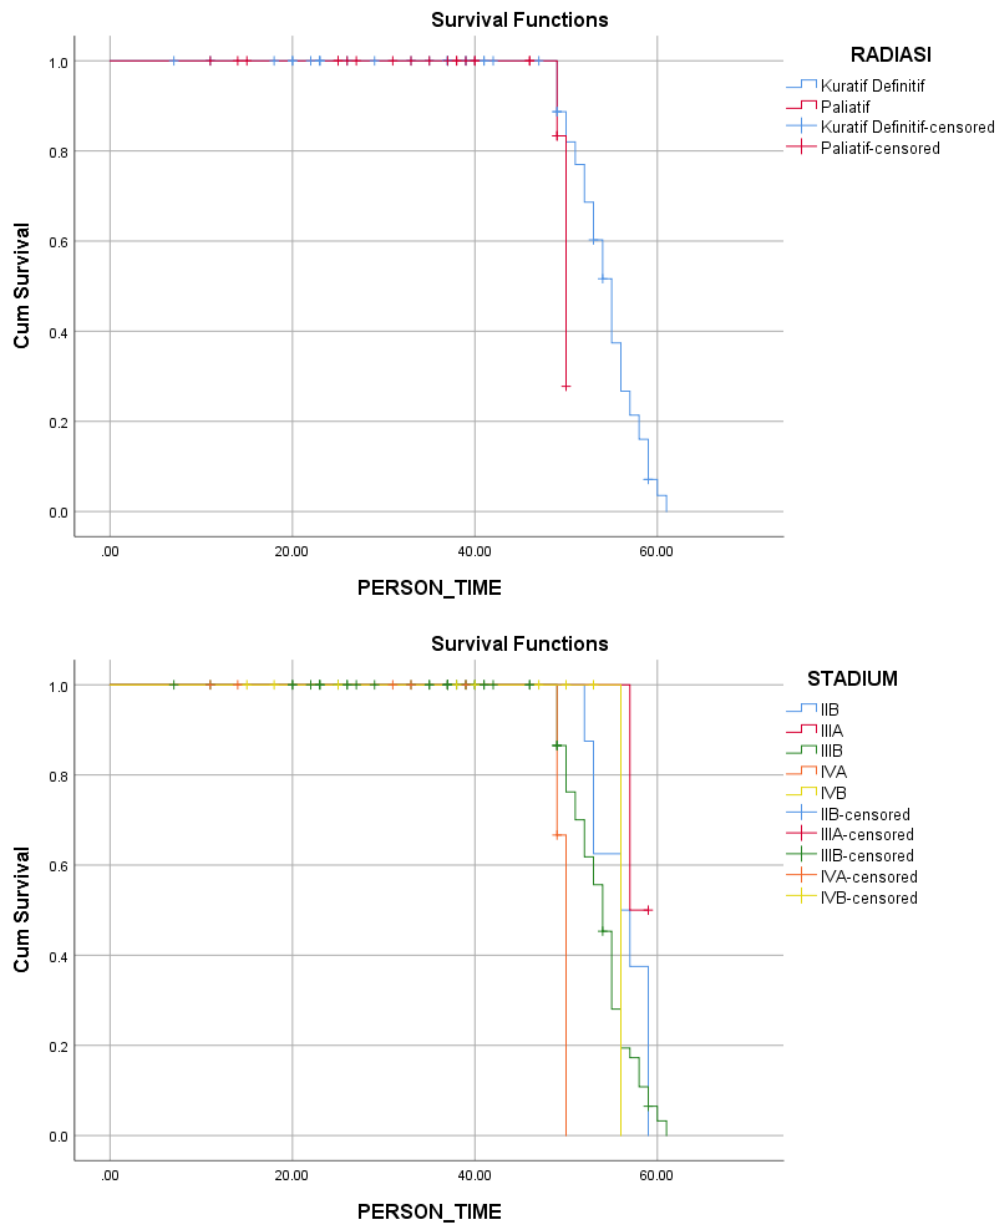 Survival Functions
RADIASI
Kuratif Definitif
Paliatif
Kuratif Definitif-censored
Paliatif-censored
Cum Survival
1.0
0.8
0.6
0.4
0.2
0.0
.00 20.00 40.00 60.00
PERSON_TIME
Survival Functions
STADIUM
IIB
IIIA
IIIB
IVA
IVB
IIB-censored
IIIA-censored
IIIB-censored
IVA-censored
IVB-censored
Cum Survival
1.0
0.8
0.6
0.4
0.2
0.0
.00 20.00 40.00 60.00
PERSON_TIME